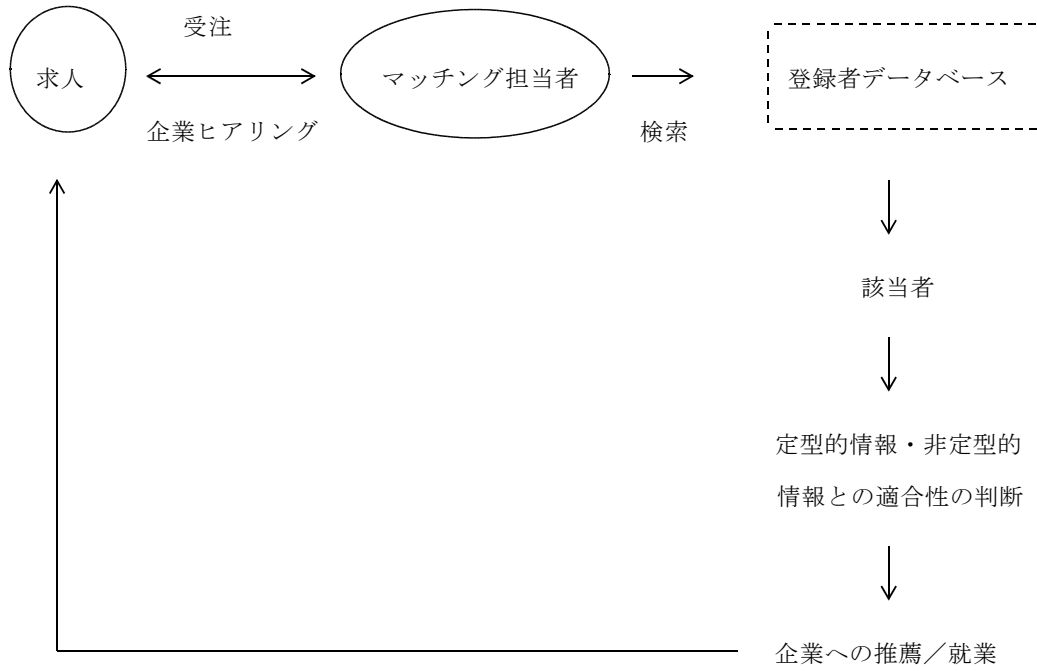 受注
求人
マッチング担当者
登録者データベース
企業ヒアリング
検索
該当者
定型的情報・非定型的
情報との適合性の判断
企業への推薦／就業